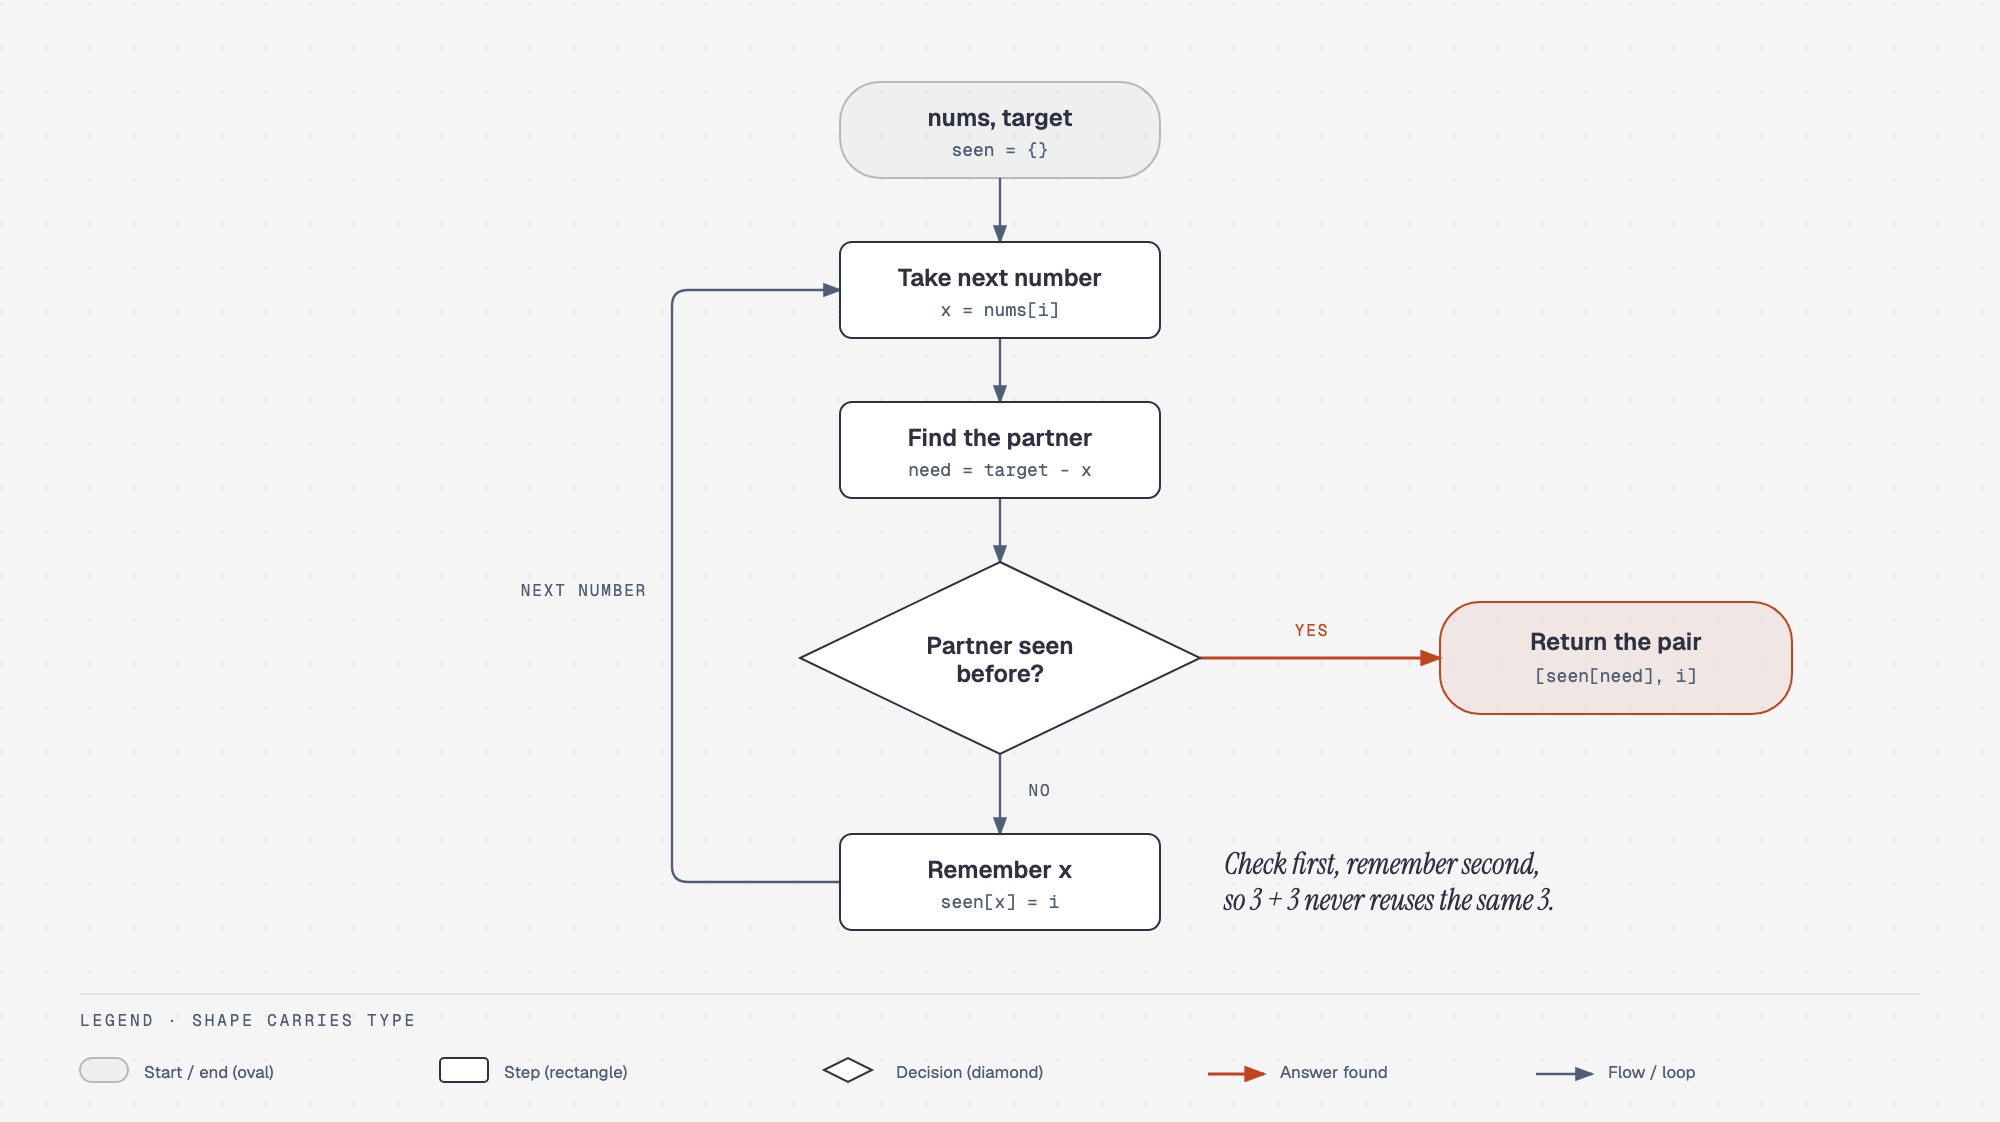 nums, target
seen = {}
Take next number
x = nums[i]
Find the partner
need = target - x
NEXT NUMBER
Partner seen
before?
YES
Return the pair
[seen[need], i]
NO
Remember x
seen[x] = i
Check first, remember second,
so 3 + 3 never reuses the same 3.
LEGEND · SHAPE CARRIES TYPE
Start / end (oval)
Step (rectangle)
Decision (diamond)
Answer found
Flow / loop